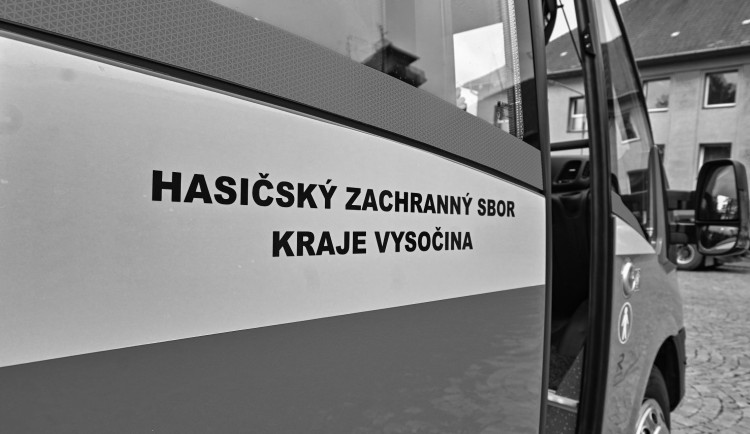 HASIČSKÝ ZACHRANNÝ SBOR
KRAJE VYSOČINA